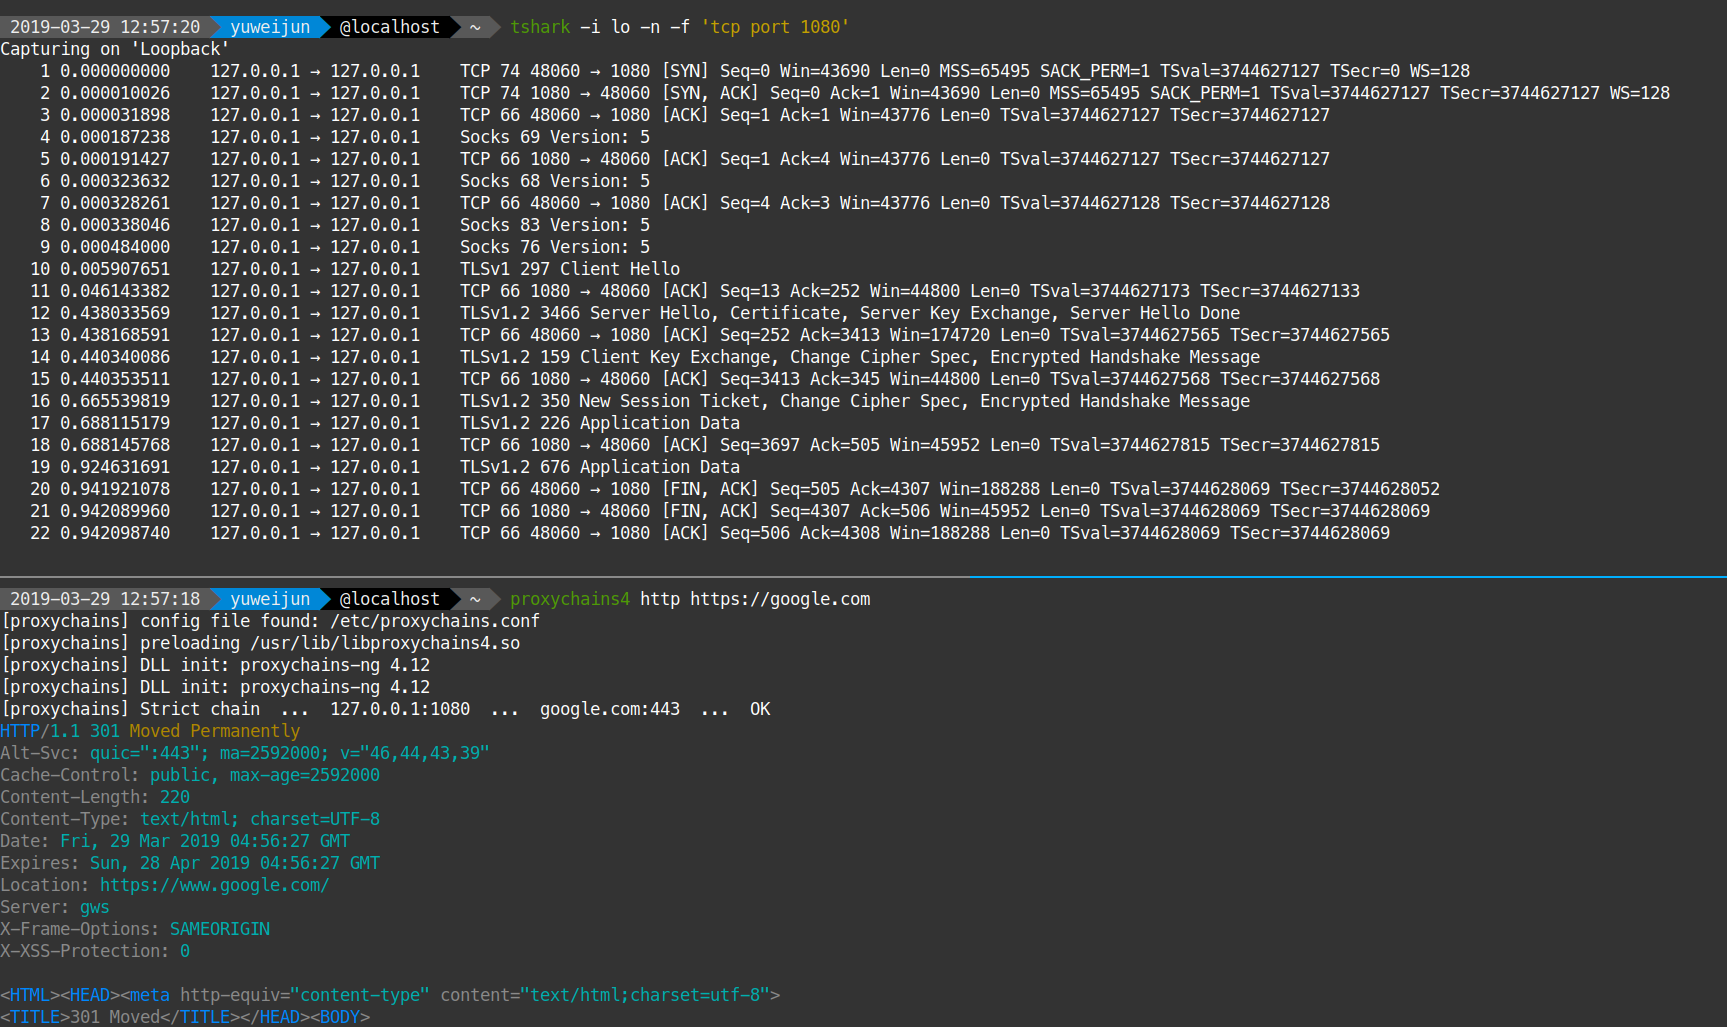 2019-03-29 12:57:20 yuweijun @localhost ~ tshark -i lo -n -f 'tcp port 1080'
Capturing on 'Loopback'
1 0.000000000 127.0.0.1 → 127.0.0.1 TCP 74 48060 → 1080 [SYN] Seq=0 Win=43690 Len=0 MSS=65495 SACK_PERM=1 TSval=3744627127 TSecr=0 WS=128
2 0.000010026 127.0.0.1 → 127.0.0.1 TCP 74 1080 → 48060 [SYN, ACK] Seq=0 Ack=1 Win=43690 Len=0 MSS=65495 SACK_PERM=1 TSval=3744627127 TSecr=3744627127 WS=128
3 0.000031898 127.0.0.1 → 127.0.0.1 TCP 66 48060 → 1080 [ACK] Seq=1 Ack=1 Win=43776 Len=0 TSval=3744627127 TSecr=3744627127
4 0.000187238 127.0.0.1 → 127.0.0.1 Socks 69 Version: 5
5 0.000191427 127.0.0.1 → 127.0.0.1 TCP 66 1080 → 48060 [ACK] Seq=1 Ack=4 Win=43776 Len=0 TSval=3744627127 TSecr=3744627127
6 0.000323632 127.0.0.1 → 127.0.0.1 Socks 68 Version: 5
7 0.000328261 127.0.0.1 → 127.0.0.1 TCP 66 48060 → 1080 [ACK] Seq=4 Ack=3 Win=43776 Len=0 TSval=3744627128 TSecr=3744627128
8 0.000338046 127.0.0.1 → 127.0.0.1 Socks 83 Version: 5
9 0.000484000 127.0.0.1 → 127.0.0.1 Socks 76 Version: 5
10 0.005907651 127.0.0.1 → 127.0.0.1 TLSv1 297 Client Hello
11 0.046143382 127.0.0.1 → 127.0.0.1 TCP 66 1080 → 48060 [ACK] Seq=13 Ack=252 Win=44800 Len=0 TSval=3744627173 TSecr=3744627133
12 0.438033569 127.0.0.1 → 127.0.0.1 TLSv1.2 3466 Server Hello, Certificate, Server Key Exchange, Server Hello Done
13 0.438168591 127.0.0.1 → 127.0.0.1 TCP 66 48060 → 1080 [ACK] Seq=252 Ack=3413 Win=174720 Len=0 TSval=3744627565 TSecr=3744627565
14 0.440340086 127.0.0.1 → 127.0.0.1 TLSv1.2 159 Client Key Exchange, Change Cipher Spec, Encrypted Handshake Message
15 0.440353511 127.0.0.1 → 127.0.0.1 TCP 66 1080 → 48060 [ACK] Seq=3413 Ack=345 Win=44800 Len=0 TSval=3744627568 TSecr=3744627568
16 0.665539819 127.0.0.1 → 127.0.0.1 TLSv1.2 350 New Session Ticket, Change Cipher Spec, Encrypted Handshake Message
17 0.688115179 127.0.0.1 → 127.0.0.1 TLSv1.2 226 Application Data
18 0.688145768 127.0.0.1 → 127.0.0.1 TCP 66 1080 → 48060 [ACK] Seq=3697 Ack=505 Win=45952 Len=0 TSval=3744627815 TSecr=3744627815
19 0.924631691 127.0.0.1 → 127.0.0.1 TLSv1.2 676 Application Data
20 0.941921078 127.0.0.1 → 127.0.0.1 TCP 66 48060 → 1080 [FIN, ACK] Seq=505 Ack=4307 Win=188288 Len=0 TSval=3744628069 TSecr=3744628052
21 0.942089960 127.0.0.1 → 127.0.0.1 TCP 66 1080 → 48060 [FIN, ACK] Seq=4307 Ack=506 Win=45952 Len=0 TSval=3744628069 TSecr=3744628069
22 0.942098740 127.0.0.1 → 127.0.0.1 TCP 66 48060 → 1080 [ACK] Seq=506 Ack=4308 Win=188288 Len=0 TSval=3744628069 TSecr=3744628069
2019-03-29 12:57:18 yuweijun @localhost ~ proxychains4 http https://google.com
[proxychains] config file found: /etc/proxychains.conf
[proxychains] preloading /usr/lib/libproxychains4.so
[proxychains] DLL init: proxychains-ng 4.12
[proxychains] DLL init: proxychains-ng 4.12
[proxychains] Strict chain ... 127.0.0.1:1080 ... google.com:443 ... OK
HTTP/1.1 301 Moved Permanently
Alt-Svc: quic=":443"; ma=2592000; v="46,44,43,39"
Cache-Control: public, max-age=2592000
Content-Length: 220
Content-Type: text/html; charset=UTF-8
Date: Fri, 29 Mar 2019 04:56:27 GMT
Expires: Sun, 28 Apr 2019 04:56:27 GMT
Location: https://www.google.com/
Server: gws
X-Frame-Options: SAMEORIGIN
X-XSS-Protection: 0
<HTML><HEAD><meta http-equiv="content-type" content="text/html;charset=utf-8">
<TITLE>301 Moved</TITLE></HEAD><BODY>